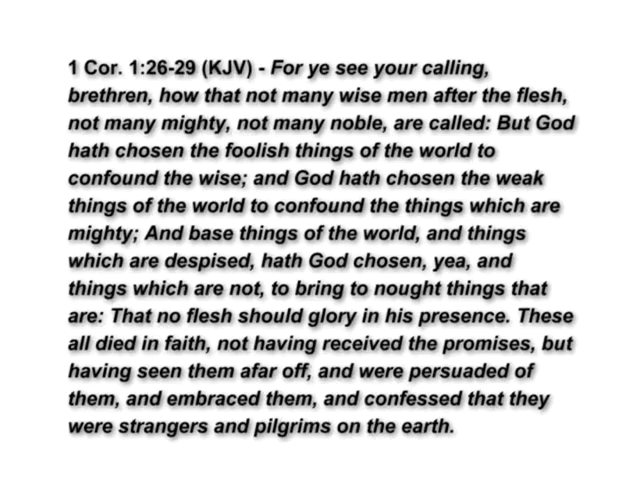 1 Cor. 1:26-29 (KJV) - For ye see your calling,
brethren, how that not many wise men after the flesh,
not many mighty, not many noble, are called: But God
hath chosen the foolish things of the world to
confound the wise; and God hath chosen the weak
things of the world to confound the things which are
mighty; And base things of the world, and things
which are despised, hath God chosen, yea, and
things which are not, to bring to nought things that
are: That no flesh should glory in his presence. These
all died in faith, not having received the promises, but
having seen them afar off, and were persuaded of
them, and embraced them, and confessed that they
were strangers and pilgrims on the earth.